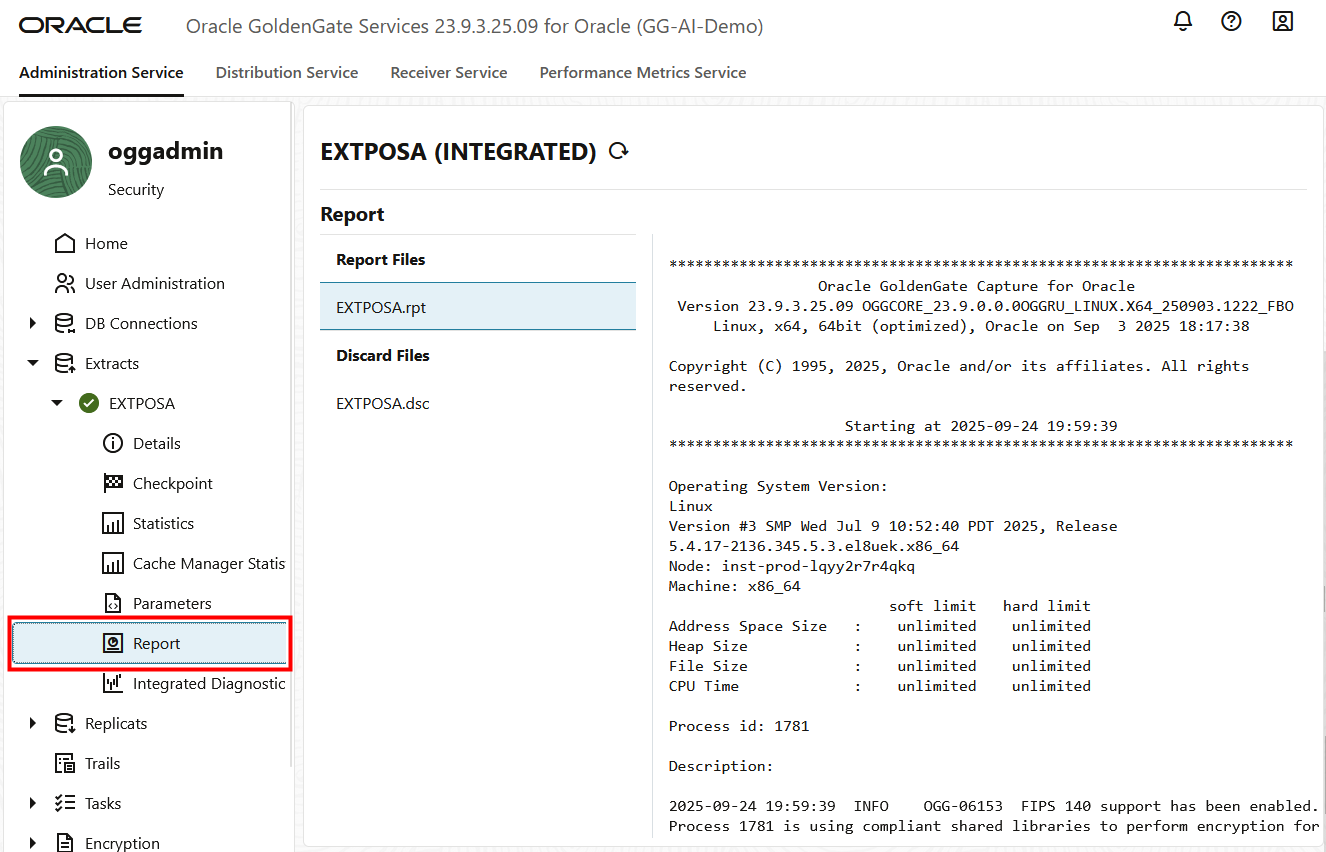 ORACLE
Oracle GoldenGate Services 23.9.3.25.09 for Oracle (GG-AI-Demo)
Administration Service
Distribution Service
Receiver Service
Performance Metrics Service
oggadmin
Security
Home
User Administration
DB Connections
Extracts
EXTPOSA
Details
Checkpoint
Statistics
Cache Manager Statis
Parameters
Report
Integrated Diagnostic
Replicats
Trails
Tasks
Encryption
EXTPOSA (INTEGRATED)
Report
Report Files
EXTPOSA.rpt
Discard Files
EXTPOSA.dsc
***********************************************************************
Oracle GoldenGate Capture for Oracle
Version 23.9.3.25.09 OGGCORE_23.9.0.0.0OGGRU_LINUX.X64_250903.1222_FBO
Linux, x64, 64bit (optimized), Oracle on Sep  3 2025 18:17:38
Copyright (C) 1995, 2025, Oracle and/or its affiliates. All rights
reserved.
Starting at 2025-09-24 19:59:39
***********************************************************************
Operating System Version:
Linux
Version #3 SMP Wed Jul 9 10:52:40 PDT 2025, Release
5.4.17-2136.345.5.3.el8uek.x86_64
Node: inst-prod-lqyy2r7r4qkq
Machine: x86_64
soft limit   hard limit
Address Space Size   :    unlimited    unlimited
Heap Size            :    unlimited    unlimited
File Size            :    unlimited    unlimited
CPU Time             :    unlimited    unlimited
Process id: 1781
Description:
2025-09-24 19:59:39  INFO    OGG-06153  FIPS 140 support has been enabled.
Process 1781 is using compliant shared libraries to perform encryption for